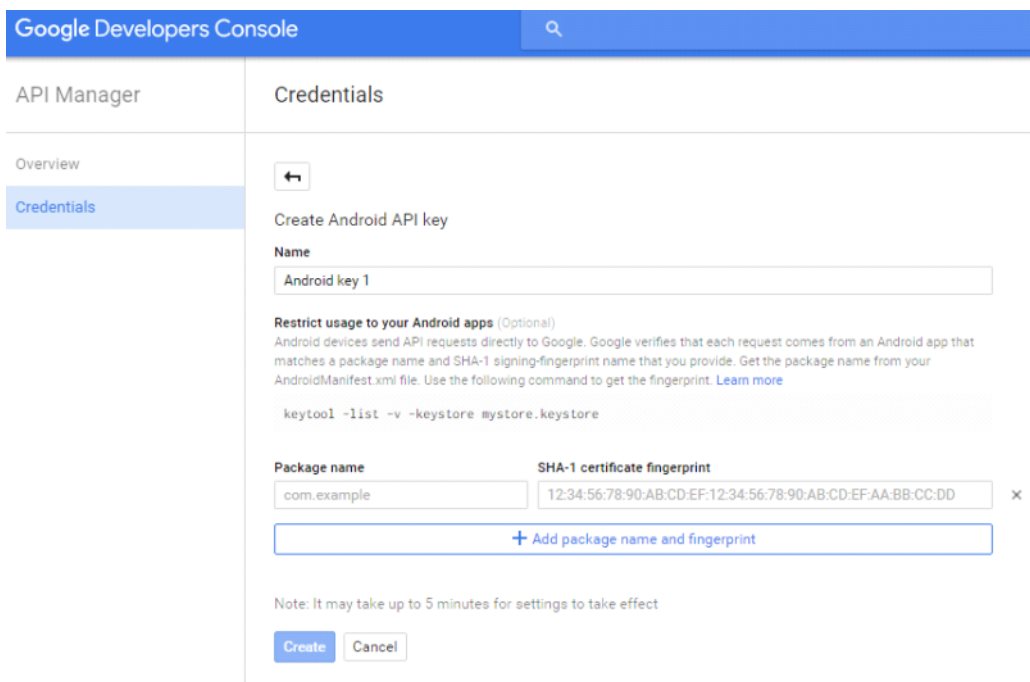 Google Developers Console
API Manager
Credentials
Overview
Credentials
Create Android API key
Name
Android key 1
Restrict usage to your Android apps (Optional)
Android devices send API requests directly to Google. Google verifies that each request comes from an Android app that
matches a package name and SHA-1 signing-fingerprint name that you provide. Get the package name from your
AndroidManifest.xml file. Use the following command to get the fingerprint. Learn more
keytool -list -v -keystore mystore.keystore
Package name
SHA-1 certificate fingerprint
com.example
12:34:56:78:90:AB:CD:EF:12:34:56:78:90:AB:CD:EF:AA:BB:CC:DD
Add package name and fingerprint
Note: It may take up to 5 minutes for settings to take effect
Create
Cancel